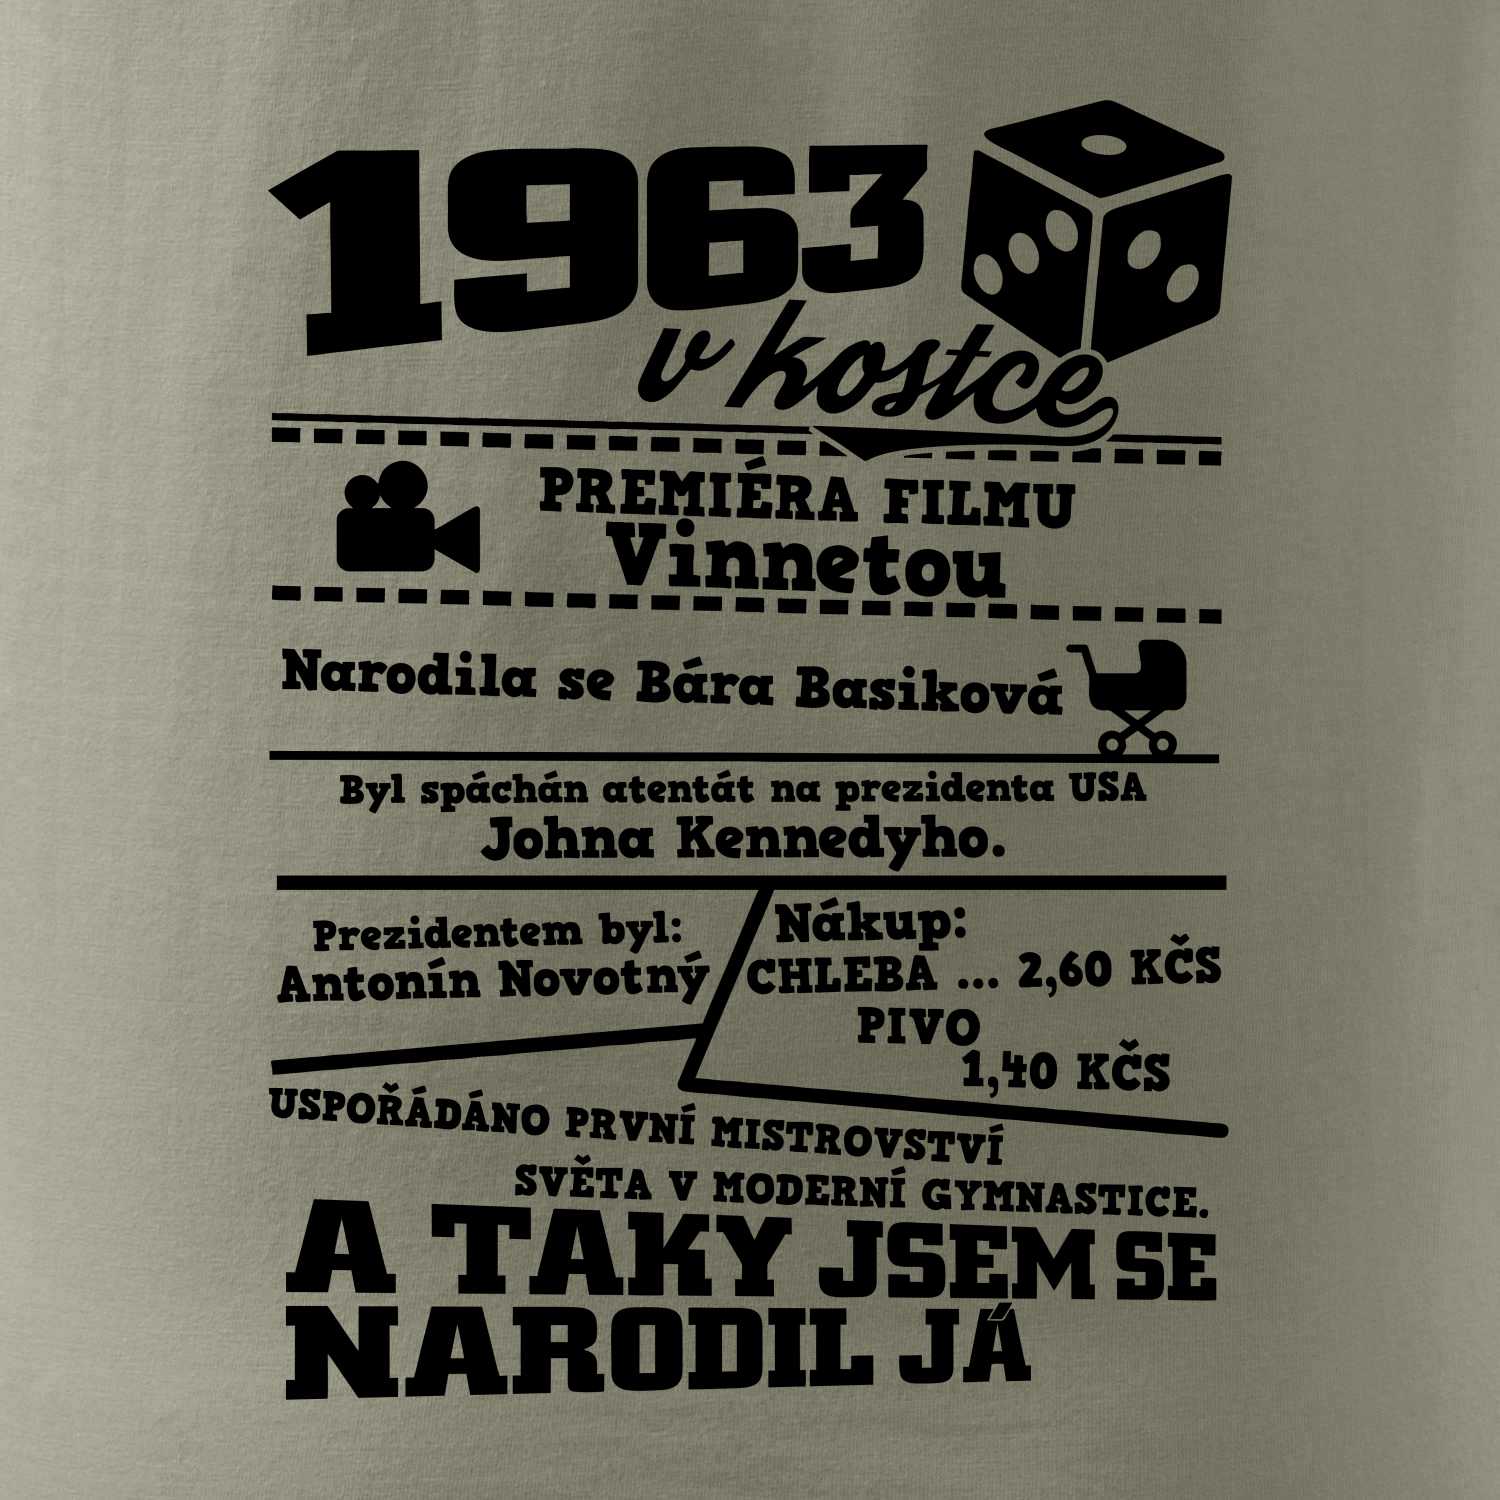 1963
v kostce
PREMIÉRA FILMU
Vinnetou
Narodila se Bára Basiková
Byl spáchán atentát na prezidenta USA
Johna Kennedyho.
Prezidentem byl:
Antonín Novotný
Nákup:
CHLEBA ... 2,60 KČS
PIVO
1,40 KČS
USPOŘÁDÁNO PRVNÍ MISTROVSTVÍ
SVĚTA V MODERNÍ GYMNASTICE.
A TAKY JSEM SE
NARODIL JÁ